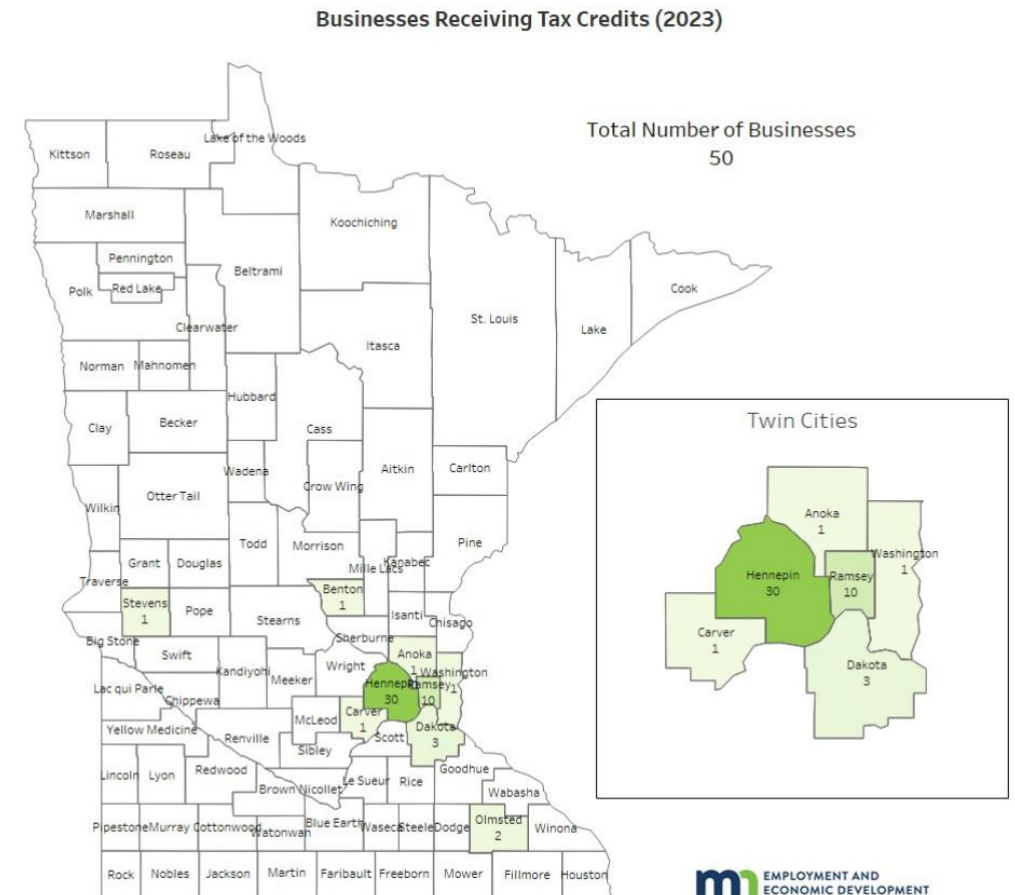 Businesses Receiving Tax Credits (2023)
Total Number of Businesses
50
Lake of the Woods
Kittson
Roseau
Marshall
Koochiching
Pennington
Beltrami
Polk
Red Lake
Cook
St. Louis
Clearwater
Lake
Itasca
Norman
Mahnomen
Hubbard
Clay
Becker
Cass
Wadena
Aitkin
Carlton
Crow Wing
Otter Tail
Wilkin
Todd
Morrison
Pine
Grant
Douglas
Mille Lacs
Kanabec
Traverse
Stevens
1
Pope
Benton
1
Stearns
Isanti
Chisago
Big Stone
Sherburne
Swift
Anoka
1
Kandiyohi
Meeker
Wright
Washington
1
Lac qui Parle
Chippewa
Hennepin
30
Ramsey
10
McLeod
Carver
1
Yellow Medicine
Renville
Scott
Dakota
3
Sibley
Lincoln
Lyon
Redwood
Brown
Nicollet
Le Sueur
Rice
Goodhue
Wabasha
Pipestone
Murray
Cottonwood
Watonwan
Blue Earth
Waseca
Steele
Dodge
Olmsted
2
Winona
Rock
Nobles
Jackson
Martin
Faribault
Freeborn
Mower
Fillmore
Houston
Twin Cities
Anoka
1
Washington
1
Hennepin
30
Ramsey
10
Carver
1
Dakota
3
mn EMPLOYMENT AND
ECONOMIC DEVELOPMENT